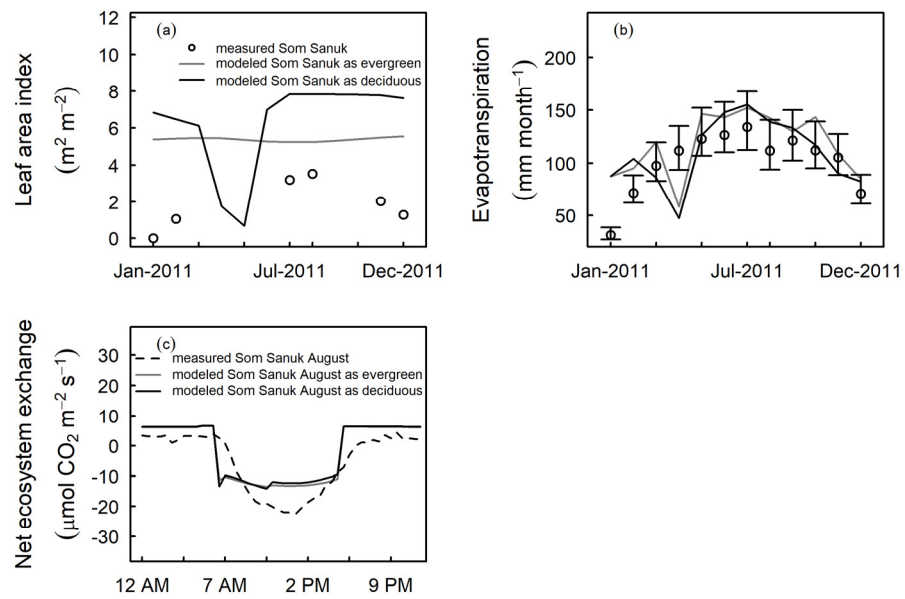 (a)
12
10
8
6
4
2
0
Leaf area index
(m² m⁻²)
measured Som Sanuk
modeled Som Sanuk as evergreen
modeled Som Sanuk as deciduous
Jan-2011
Jul-2011
Dec-2011
(b)
200
150
100
50
Evapotranspiration
(mm month⁻¹)
Jan-2011
Jul-2011
Dec-2011
(c)
30
20
10
0
-10
-20
-30
Net ecosystem exchange
(μmol CO₂ m⁻² s⁻¹)
measured Som Sanuk August
modeled Som Sanuk August as evergreen
modeled Som Sanuk August as deciduous
12 AM
7 AM
2 PM
9 PM